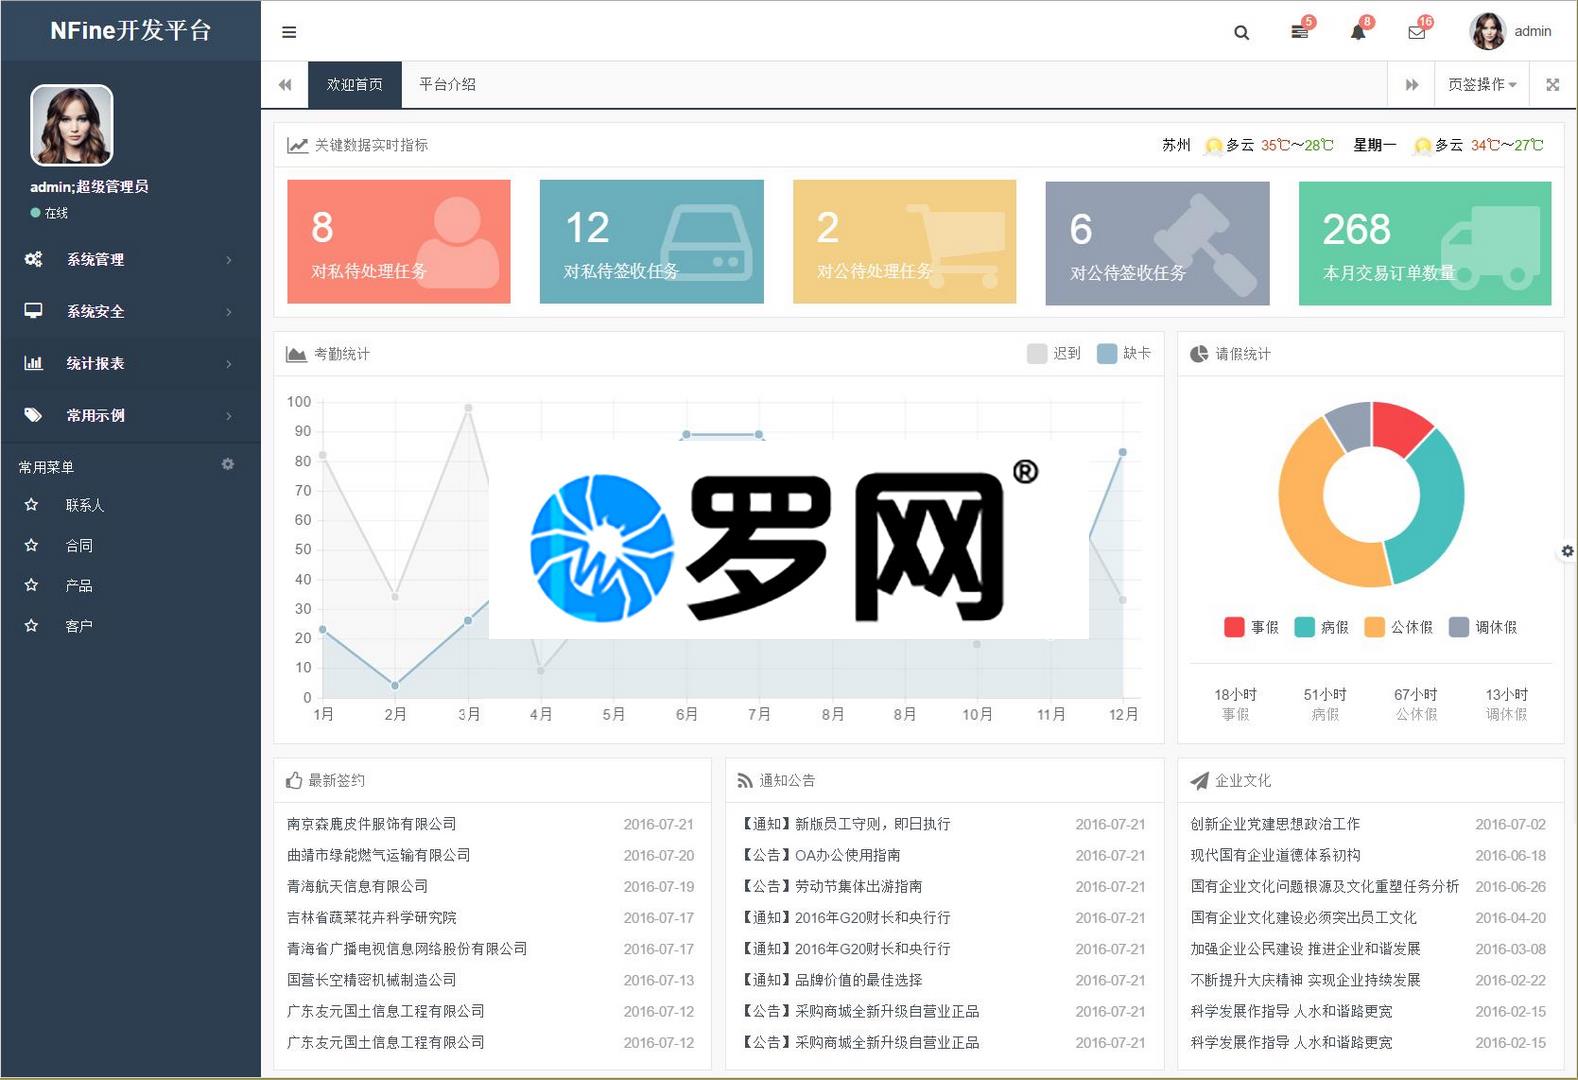 NFine开发平台
5
8
16
admin
欢迎首页
平台介绍
页签操作
admin;超级管理员
在线
系统管理
系统安全
统计报表
常用示例
常用菜单
联系人
合同
产品
客户
关键数据实时指标
苏州 多云 35℃～28℃ 星期一 多云 34℃～27℃
8
对私待处理任务
12
对私待签收任务
2
对公待处理任务
6
对公待签收任务
268
本月交易订单数量
考勤统计
迟到 缺卡
100
90
80
70
60
50
40
30
20
10
0
1月 2月 3月 4月 5月 6月 7月 8月 8月 10月 11月 12月
罗网®
请假统计
事假 病假 公休假 调休假
18小时 51小时 67小时 13小时
事假 病假 公休假 调休假
最新签约
南京森鹿皮件服饰有限公司 2016-07-21
曲靖市绿能燃气运输有限公司 2016-07-20
青海航天信息有限公司 2016-07-19
吉林省蔬菜花卉科学研究院 2016-07-17
青海省广播电视信息网络股份有限公司 2016-07-17
国营长空精密机械制造公司 2016-07-13
广东友元国土信息工程有限公司 2016-07-12
广东友元国土信息工程有限公司 2016-07-12
通知公告
【通知】新版员工守则，即日执行 2016-07-21
【公告】OA办公使用指南 2016-07-21
【公告】劳动节集体出游指南 2016-07-21
【通知】2016年G20财长和央行行 2016-07-21
【通知】2016年G20财长和央行行 2016-07-21
【通知】品牌价值的最佳选择 2016-07-21
【公告】采购商城全新升级自营业正品 2016-07-21
【公告】采购商城全新升级自营业正品 2016-07-21
企业文化
创新企业党建思想政治工作 2016-07-02
现代国有企业道德体系初构 2016-06-18
国有企业文化问题根源及文化重塑任务分析 2016-06-26
国有企业文化建设必须突出员工文化 2016-04-20
加强企业公民建设 推进企业和谐发展 2016-03-08
不断提升大庆精神 实现企业持续发展 2016-02-22
科学发展作指导 人水和谐路更宽 2016-02-15
科学发展作指导 人水和谐路更宽 2016-02-15